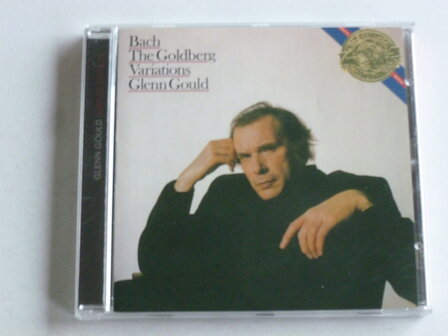 Bach
The Goldberg
Variations
Glenn Gould
GLENN GOULD